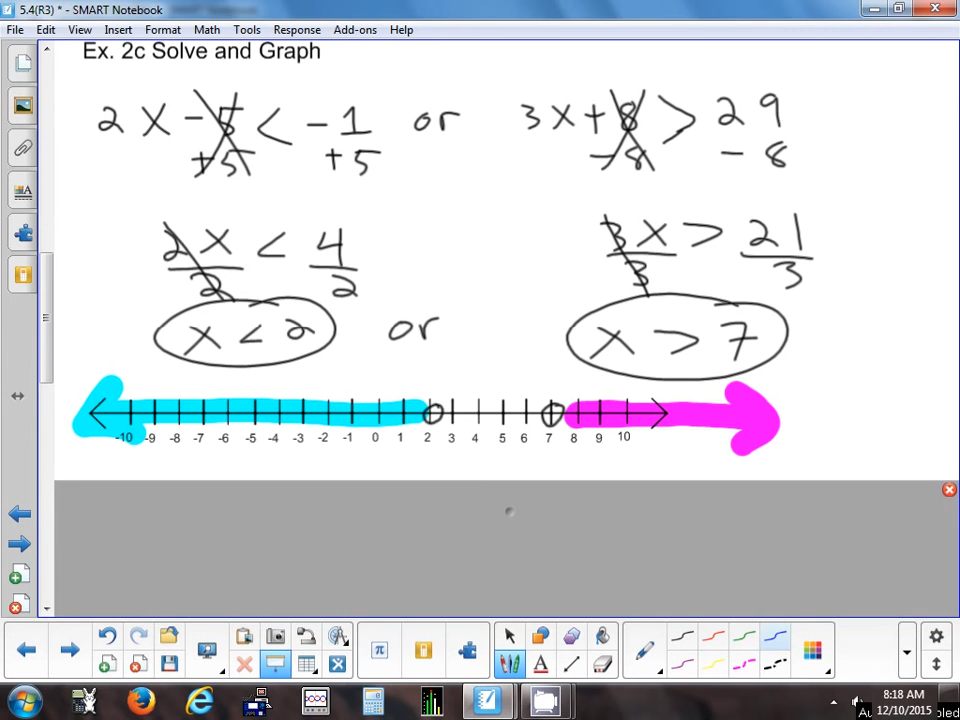 5.4(R3) * - SMART Notebook
File Edit View Insert Format Math Tools Response Add-ons Help
Ex. 2c Solve and Graph
2x - 5 < -1 or 3x + 8 > 29
+5 +5 -8 - 8
2x < 4 3x > 21
2 2 3 3
x < 2 or x > 7
-10 -9 -8 -7 -6 -5 -4 -3 -2 -1 0 1 2 3 4 5 6 7 8 9 10
8:18 AM
12/10/2015